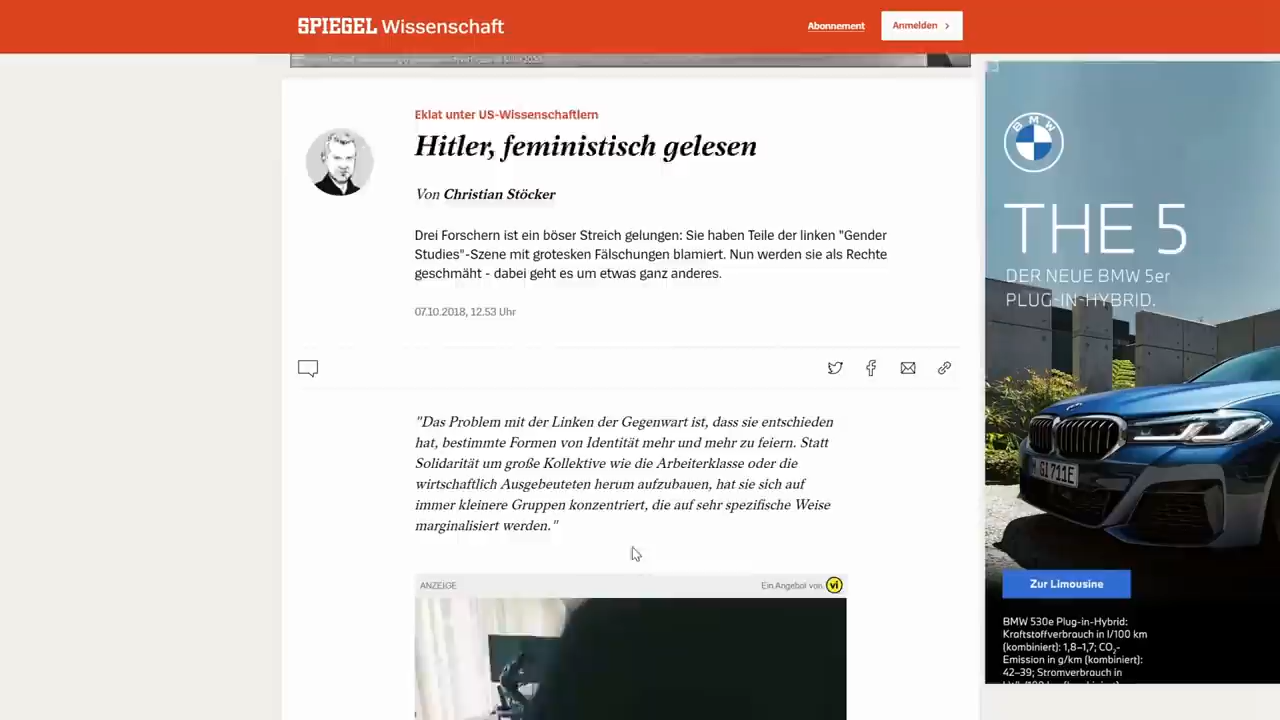 SPIEGEL Wissenschaft
Abonnement
Anmelden
Eklat unter US-Wissenschaftlern
Hitler, feministisch gelesen
Von Christian Stöcker
Drei Forschern ist ein böser Streich gelungen: Sie haben Teile der linken "Gender
Studies"-Szene mit grotesken Fälschungen blamiert. Nun werden sie als Rechte
geschmäht - dabei geht es um etwas ganz anderes.
07.10.2018, 12.53 Uhr
"Das Problem mit der Linken der Gegenwart ist, dass sie entschieden
hat, bestimmte Formen von Identität mehr und mehr zu feiern. Statt
Solidarität um große Kollektive wie die Arbeiterklasse oder die
wirtschaftlich Ausgebeuteten herum aufzubauen, hat sie sich auf
immer kleinere Gruppen konzentriert, die auf sehr spezifische Weise
marginalisiert werden."
ANZEIGE
Ein Angebot von vi
BMW
THE 5
DER NEUE BMW 5er
PLUG-IN-HYBRID.
GI 711E
Zur Limousine
BMW 530e Plug-in-Hybrid:
Kraftstoffverbrauch in l/100 km
(kombiniert): 1,8–1,7; CO₂-
Emission in g/km (kombiniert):
42–39; Stromverbrauch in